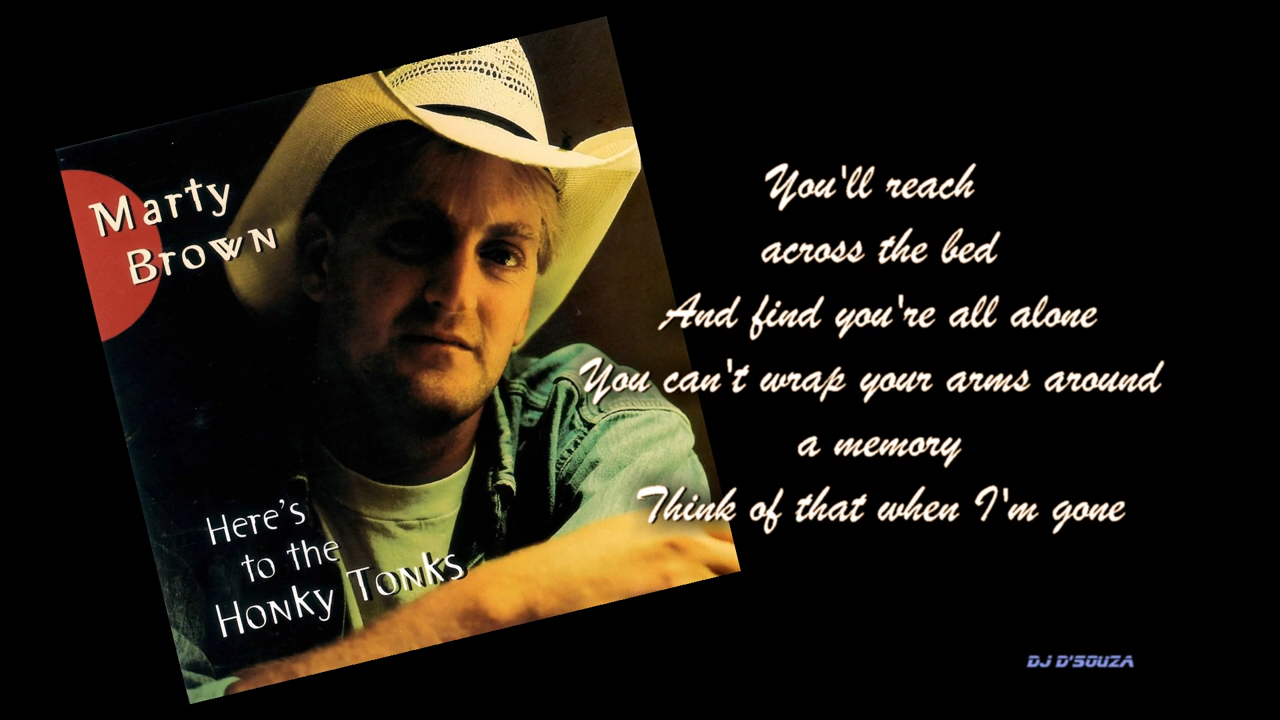 Marty
Brown
Here's
to the
Honky Tonks
You'll reach
across the bed
And find you're all alone
You can't wrap your arms around
a memory
Think of that when I'm gone
DJ D'SOUZA